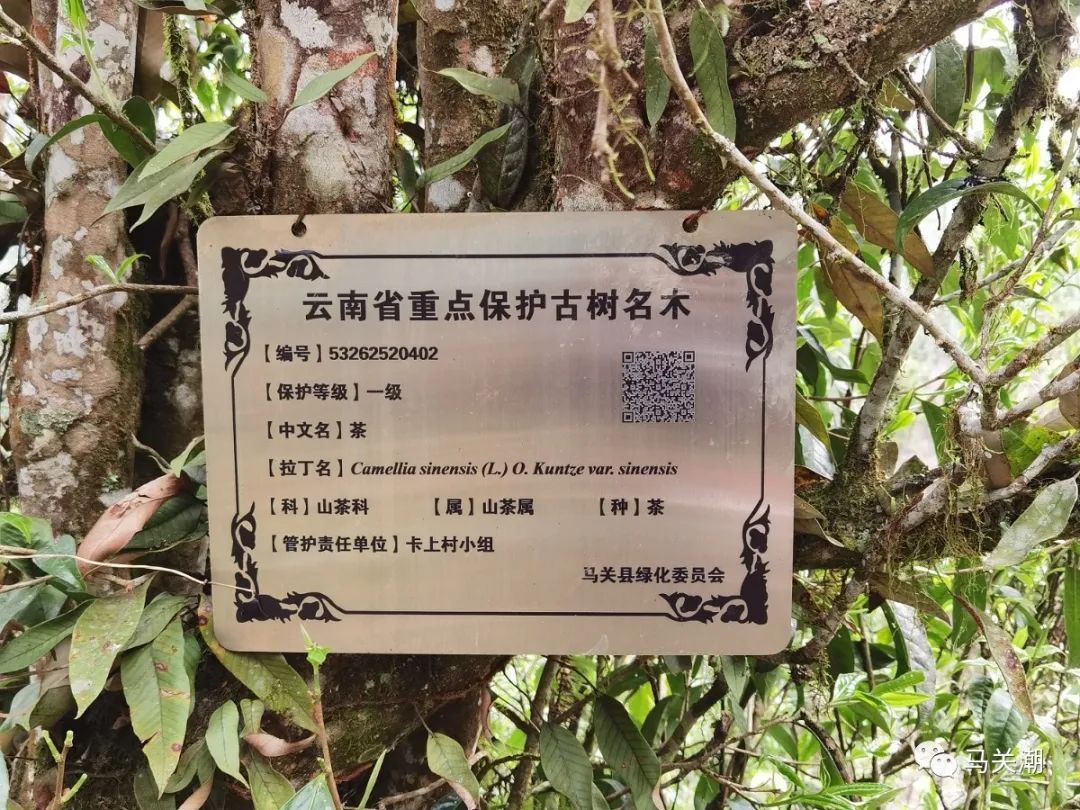 云南省重点保护古树名木
【编号】53262520402
【保护等级】一级
【中文名】茶
【拉丁名】Camellia sinensis (L.) O. Kuntze var. sinensis
【科】山茶科 【属】山茶属 【种】茶
【管护责任单位】卡上村小组
马关县绿化委员会
马关潮